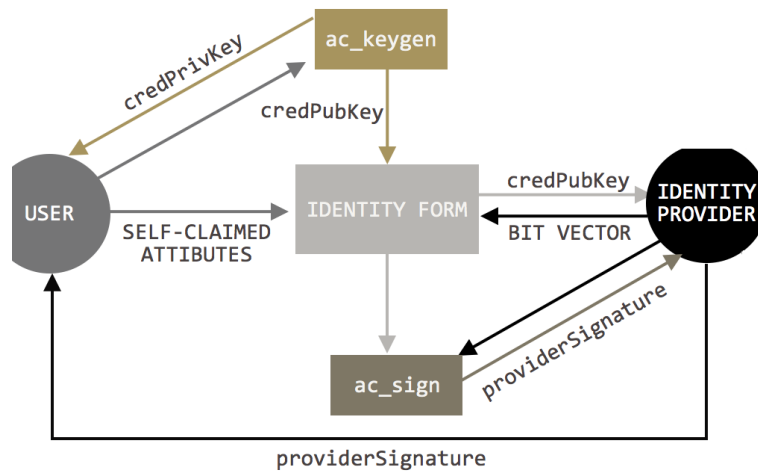 ac_keygen
credPrivKey
credPubKey
USER
IDENTITY FORM
credPubKey
IDENTITY
PROVIDER
SELF-CLAIMED
ATTIBUTES
BIT VECTOR
ac_sign
providerSignature
providerSignature